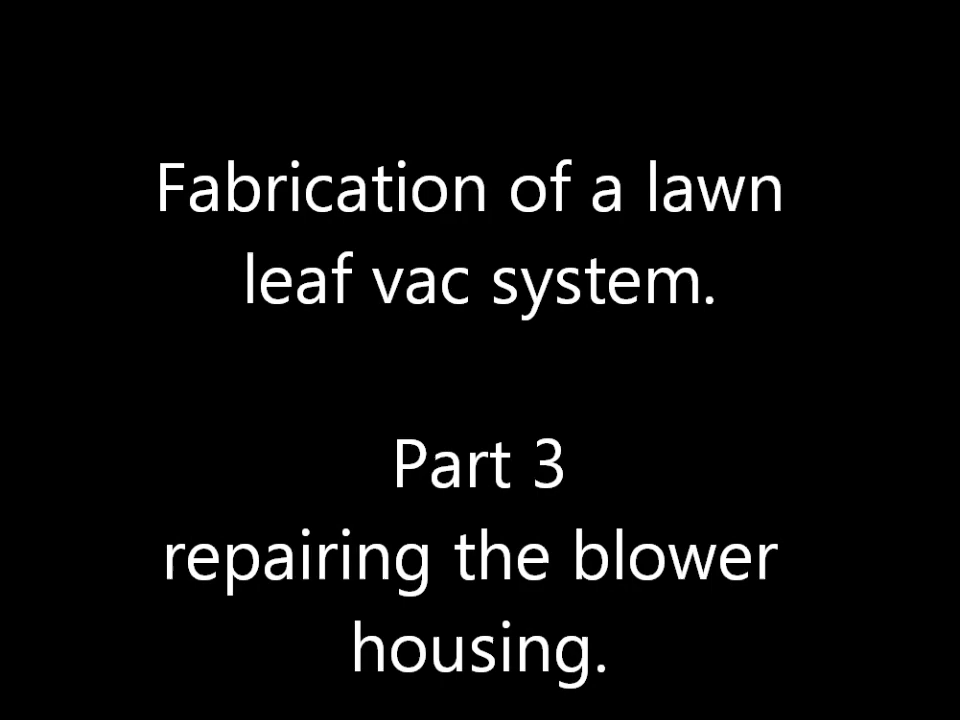 Fabrication of a lawn
leaf vac system.
Part 3
repairing the blower
housing.